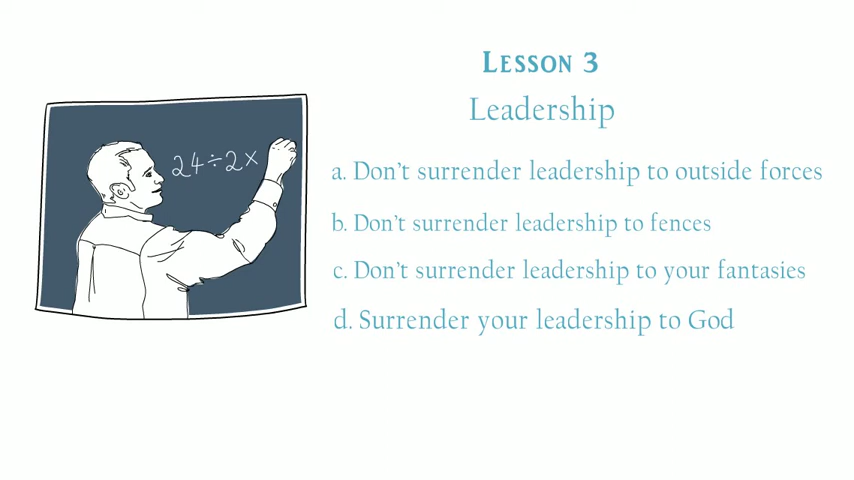 LESSON 3
Leadership
24÷2×
a. Don't surrender leadership to outside forces
b. Don't surrender leadership to fences
c. Don't surrender leadership to your fantasies
d. Surrender your leadership to God